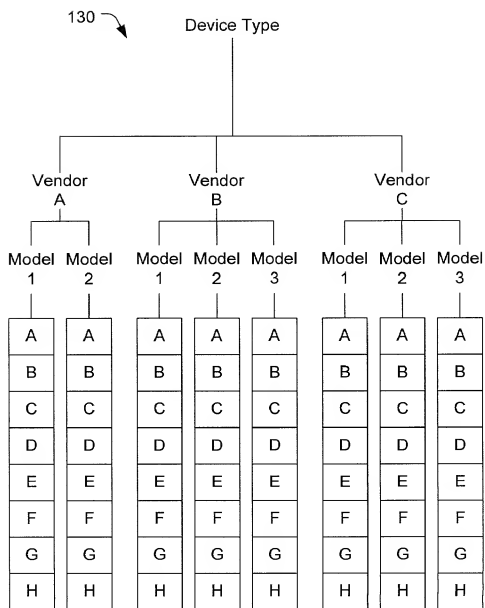 130
Device Type
Vendor Vendor Vendor
A B C
Model Model Model Model Model Model Model Model
1 2 1 2 3 1 2 3
A A A A A A A A
B B B B B B B B
C C C C C C C C
D D D D D D D D
E E E E E E E E
F F F F F F F F
G G G G G G G G
H H H H H H H H